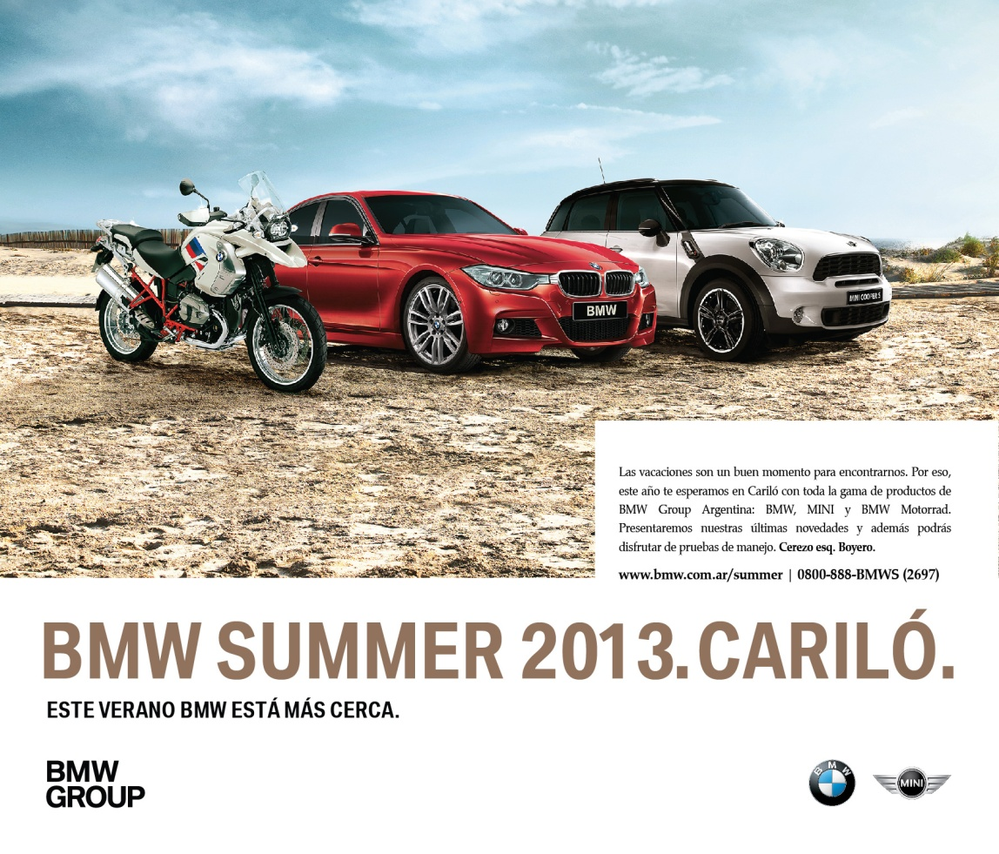 BMW
MINI COOPER S
Las vacaciones son un buen momento para encontrarnos. Por eso,
este año te esperamos en Cariló con toda la gama de productos de
BMW Group Argentina: BMW, MINI y BMW Motorrad.
Presentaremos nuestras últimas novedades y además podrás
disfrutar de pruebas de manejo. Cerezo esq. Boyero.
www.bmw.com.ar/summer | 0800-888-BMWS (2697)
BMW SUMMER 2013. CARILÓ.
ESTE VERANO BMW ESTÁ MÁS CERCA.
BMW
GROUP
BMW
MINI